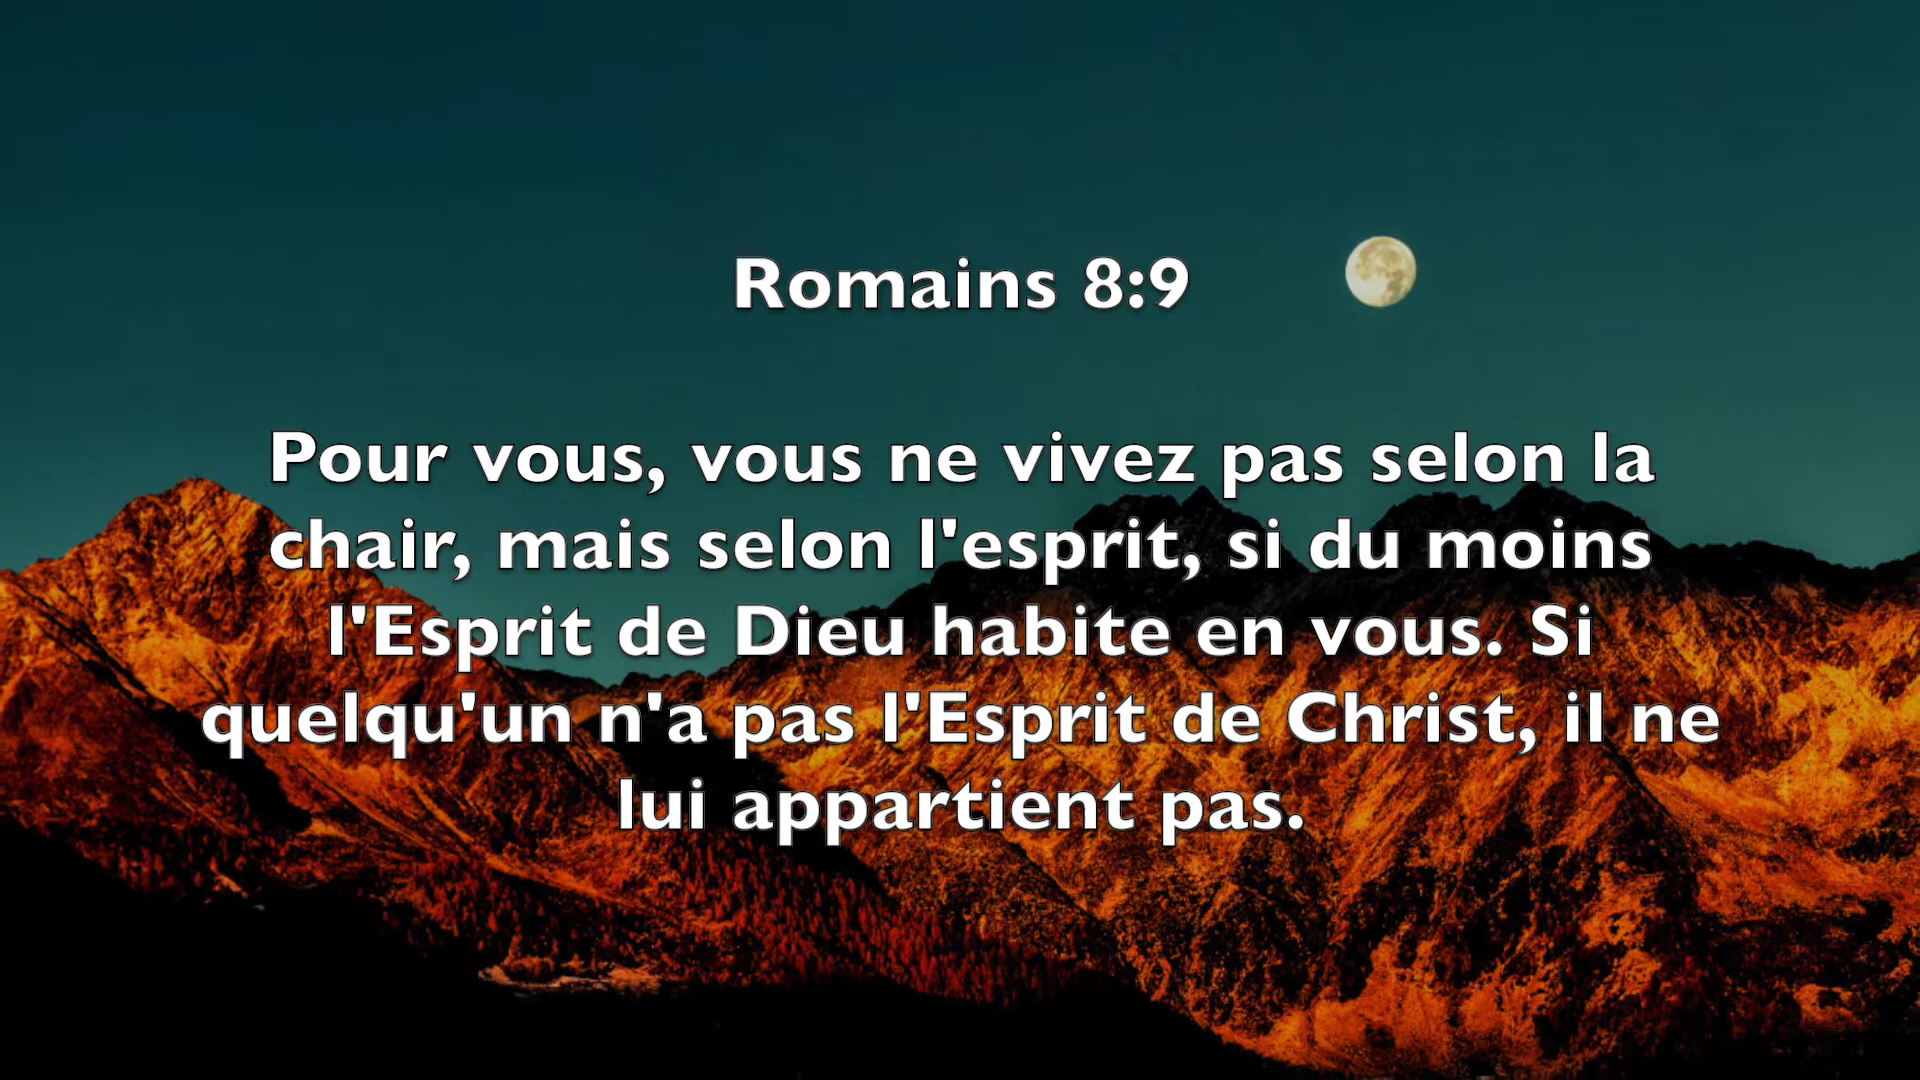 Romains 8:9
Pour vous, vous ne vivez pas selon la
chair, mais selon l'esprit, si du moins
l'Esprit de Dieu habite en vous. Si
quelqu'un n'a pas l'Esprit de Christ, il ne
lui appartient pas.